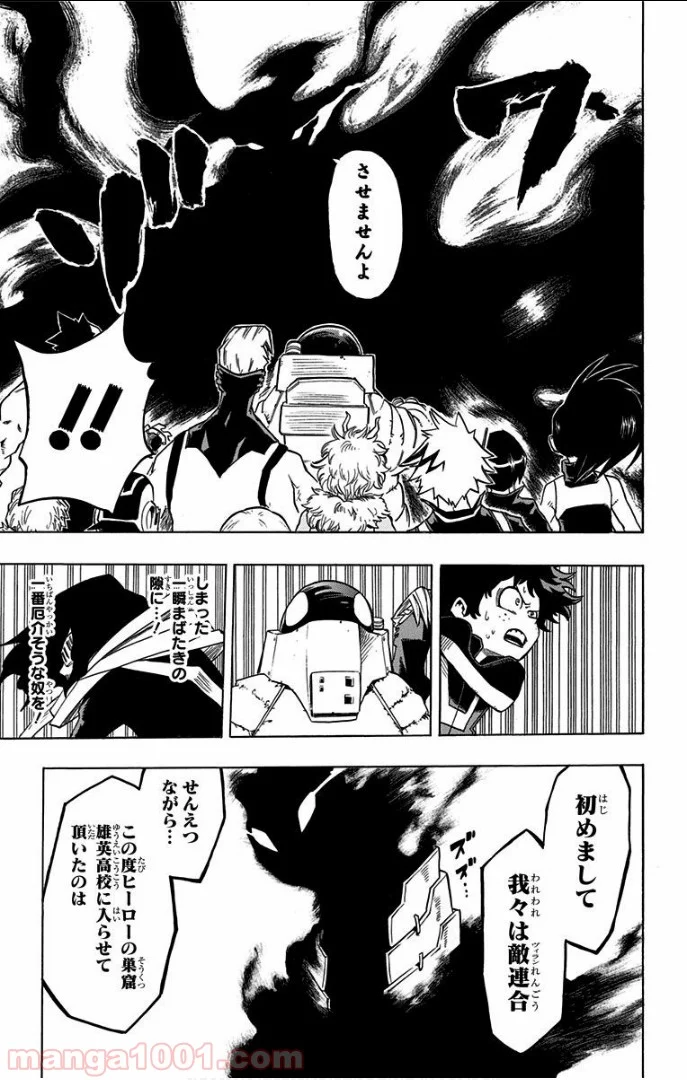 ワ
させませんよ
!!
しまった
一瞬まばたきの
隙に…!
一番厄介そうな奴を!
初めまして
我々は敵連合
ズズ…
せんえつ
ながら…
この度ヒーローの巣窟
雄英高校に入らせて
頂いたのは
manga1001.com